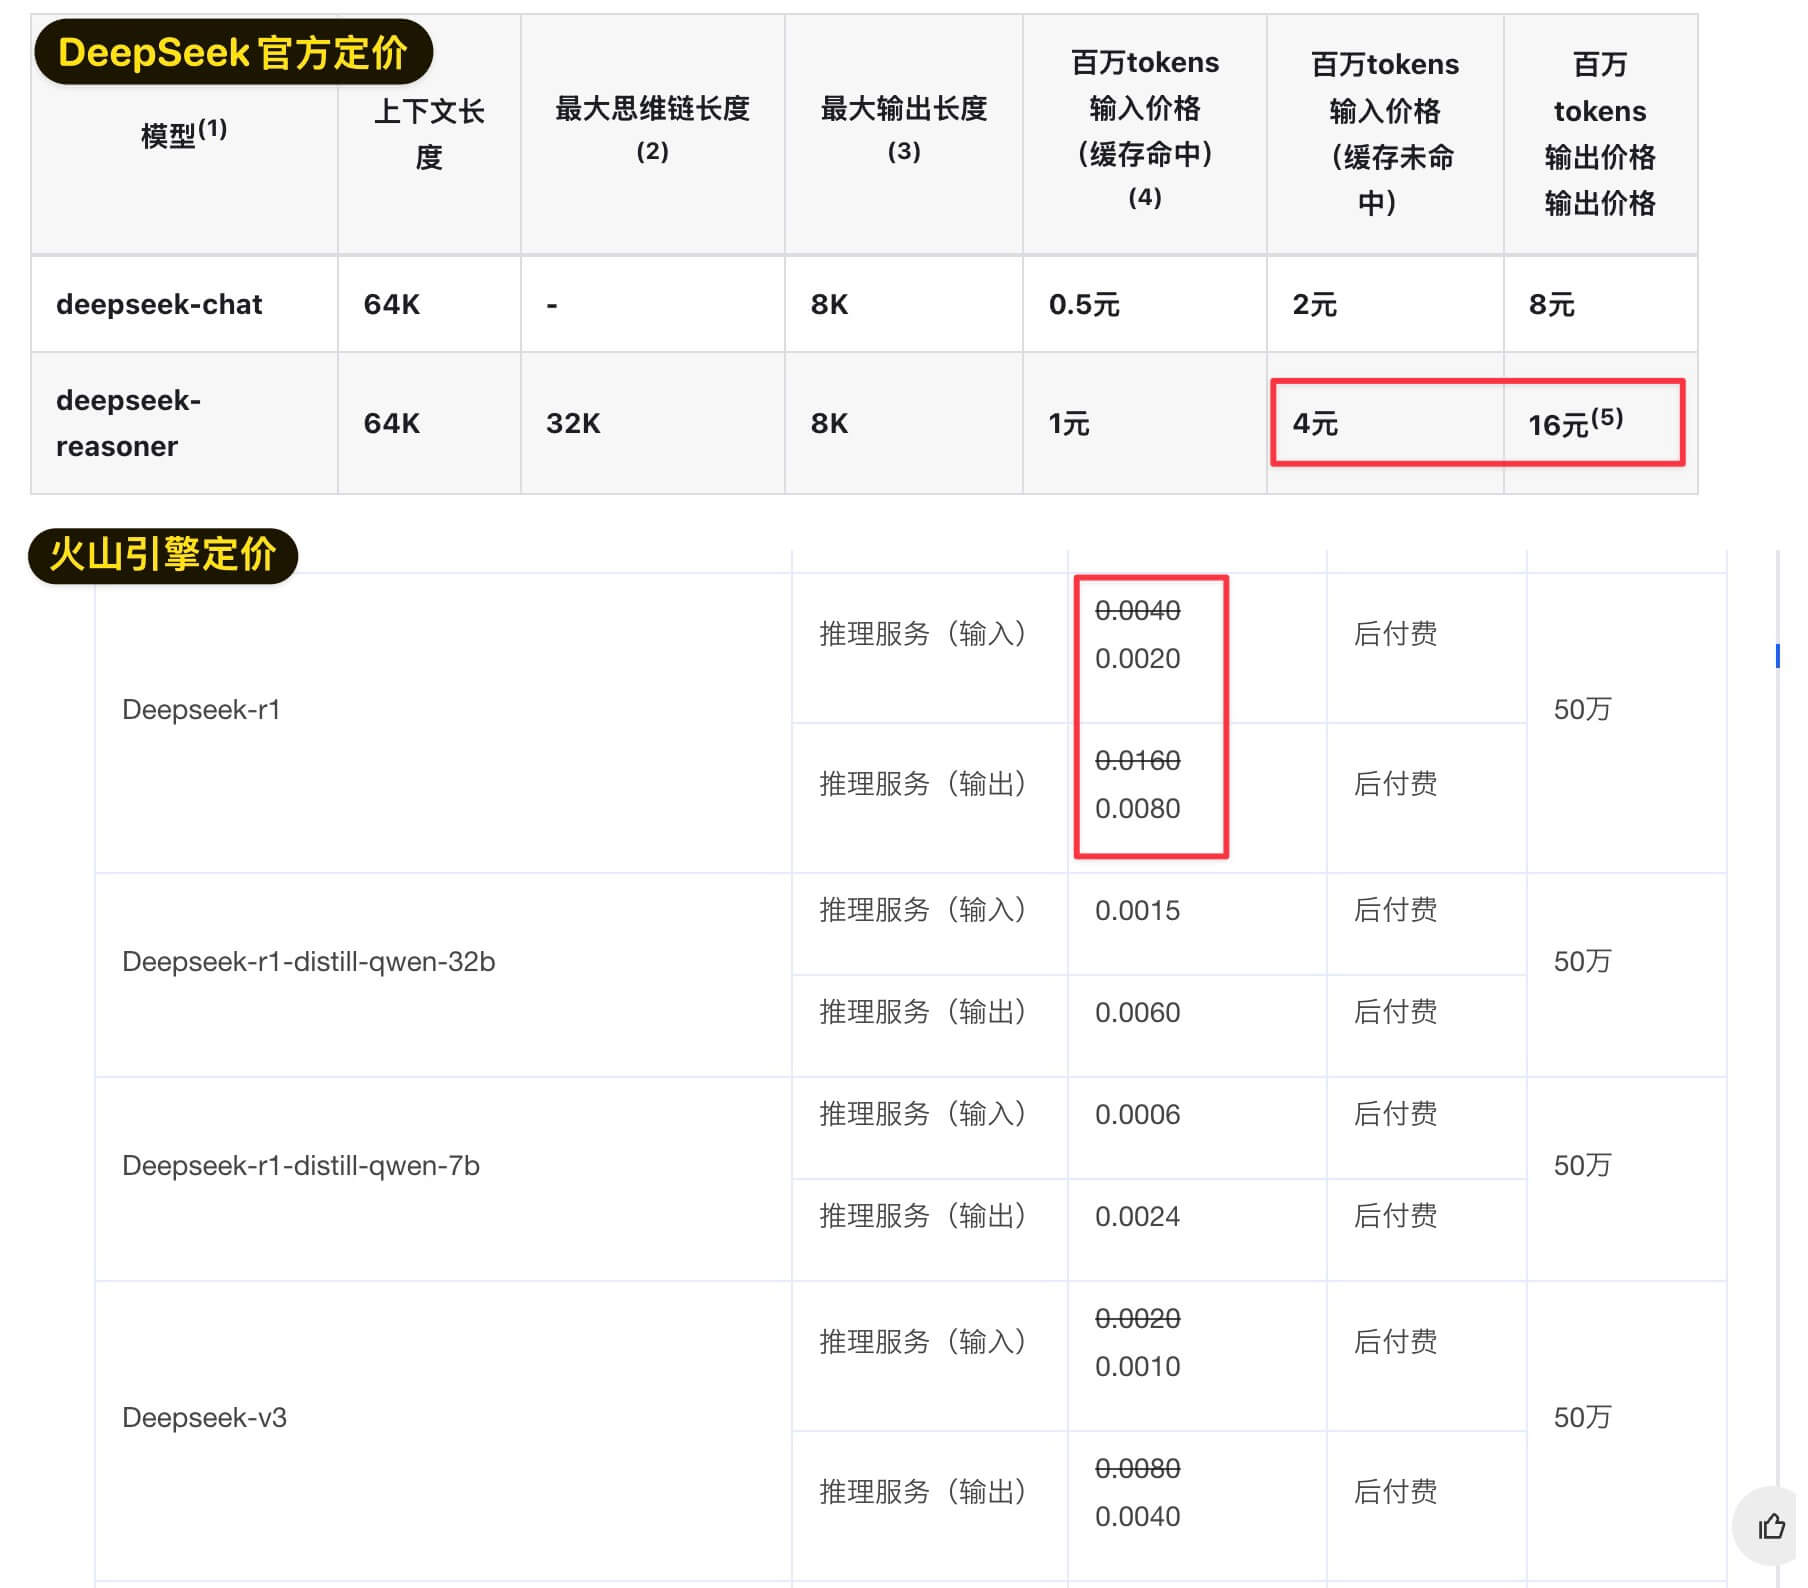 DeepSeek官方定价
模型(1)
上下文长
度
最大思维链长度
(2)
最大输出长度
(3)
百万tokens
输入价格
（缓存命中）
(4)
百万tokens
输入价格
（缓存未命
中）
百万
tokens
输出价格
输出价格
deepseek-chat
64K
-
8K
0.5元
2元
8元
deepseek-
reasoner
64K
32K
8K
1元
4元
16元(5)
火山引擎定价
Deepseek-r1
推理服务（输入）
0.0040
0.0020
后付费
50万
推理服务（输出）
0.0160
0.0080
后付费
Deepseek-r1-distill-qwen-32b
推理服务（输入）
0.0015
后付费
50万
推理服务（输出）
0.0060
后付费
Deepseek-r1-distill-qwen-7b
推理服务（输入）
0.0006
后付费
50万
推理服务（输出）
0.0024
后付费
Deepseek-v3
推理服务（输入）
0.0020
0.0010
后付费
50万
推理服务（输出）
0.0080
0.0040
后付费